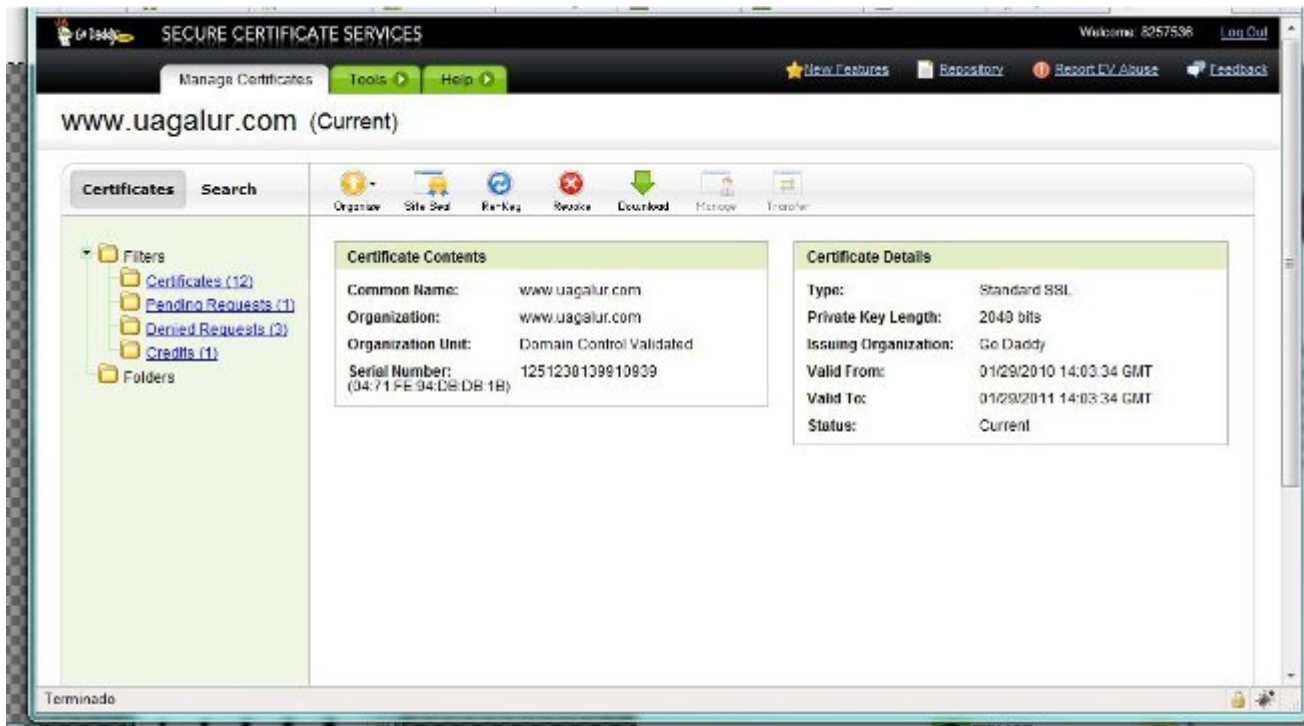 Go Daddy SECURE CERTIFICATE SERVICES Welcome: 8257536 Log Out
Manage Certificates Tools Help New Features Repository Report EV Abuse Feedback
www.uagalur.com (Current)
Certificates Search
Organize Site Seal Re-Key Revoke Download Manage Transfer
Filters
Certificates (12)
Pending Requests (1)
Denied Requests (3)
Credits (1)
Folders
Certificate Contents
Common Name: www.uagalur.com
Organization: www.uagalur.com
Organization Unit: Domain Control Validated
Serial Number: 1251238139910939
(04:71:FE:94:DB:DB:1B)
Certificate Details
Type: Standard SSL
Private Key Length: 2048 bits
Issuing Organization: Go Daddy
Valid From: 01/29/2010 14:03:34 GMT
Valid To: 01/29/2011 14:03:34 GMT
Status: Current
Terminado